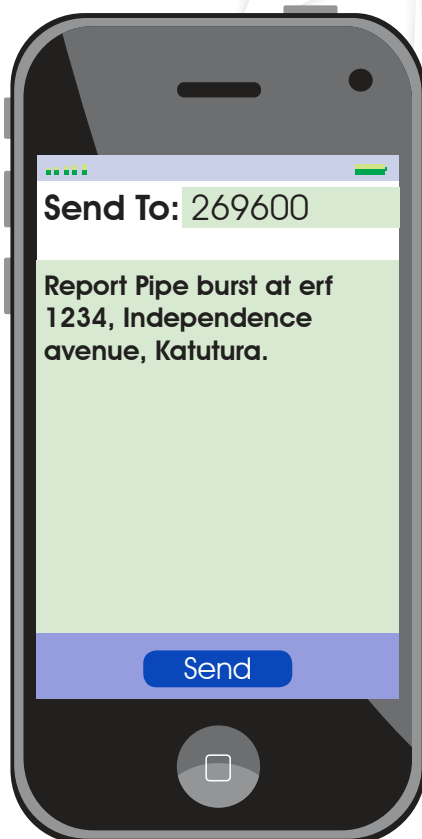 Send To: 269600
Report Pipe burst at erf
1234, Independence
avenue, Katutura.
Send